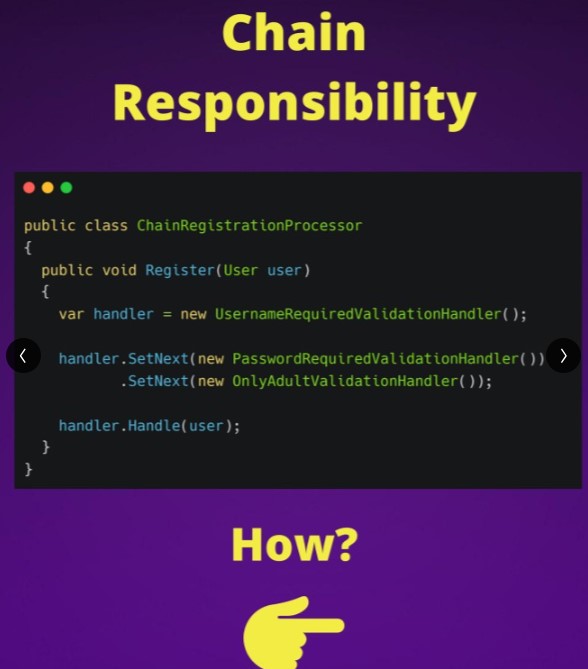 Chain
Responsibility
public class ChainRegistrationProcessor
{
public void Register(User user)
{
var handler = new UsernameRequiredValidationHandler();
handler.SetNext(new PasswordRequiredValidationHandler())
.SetNext(new OnlyAdultValidationHandler());
handler.Handle(user);
}
}
How?